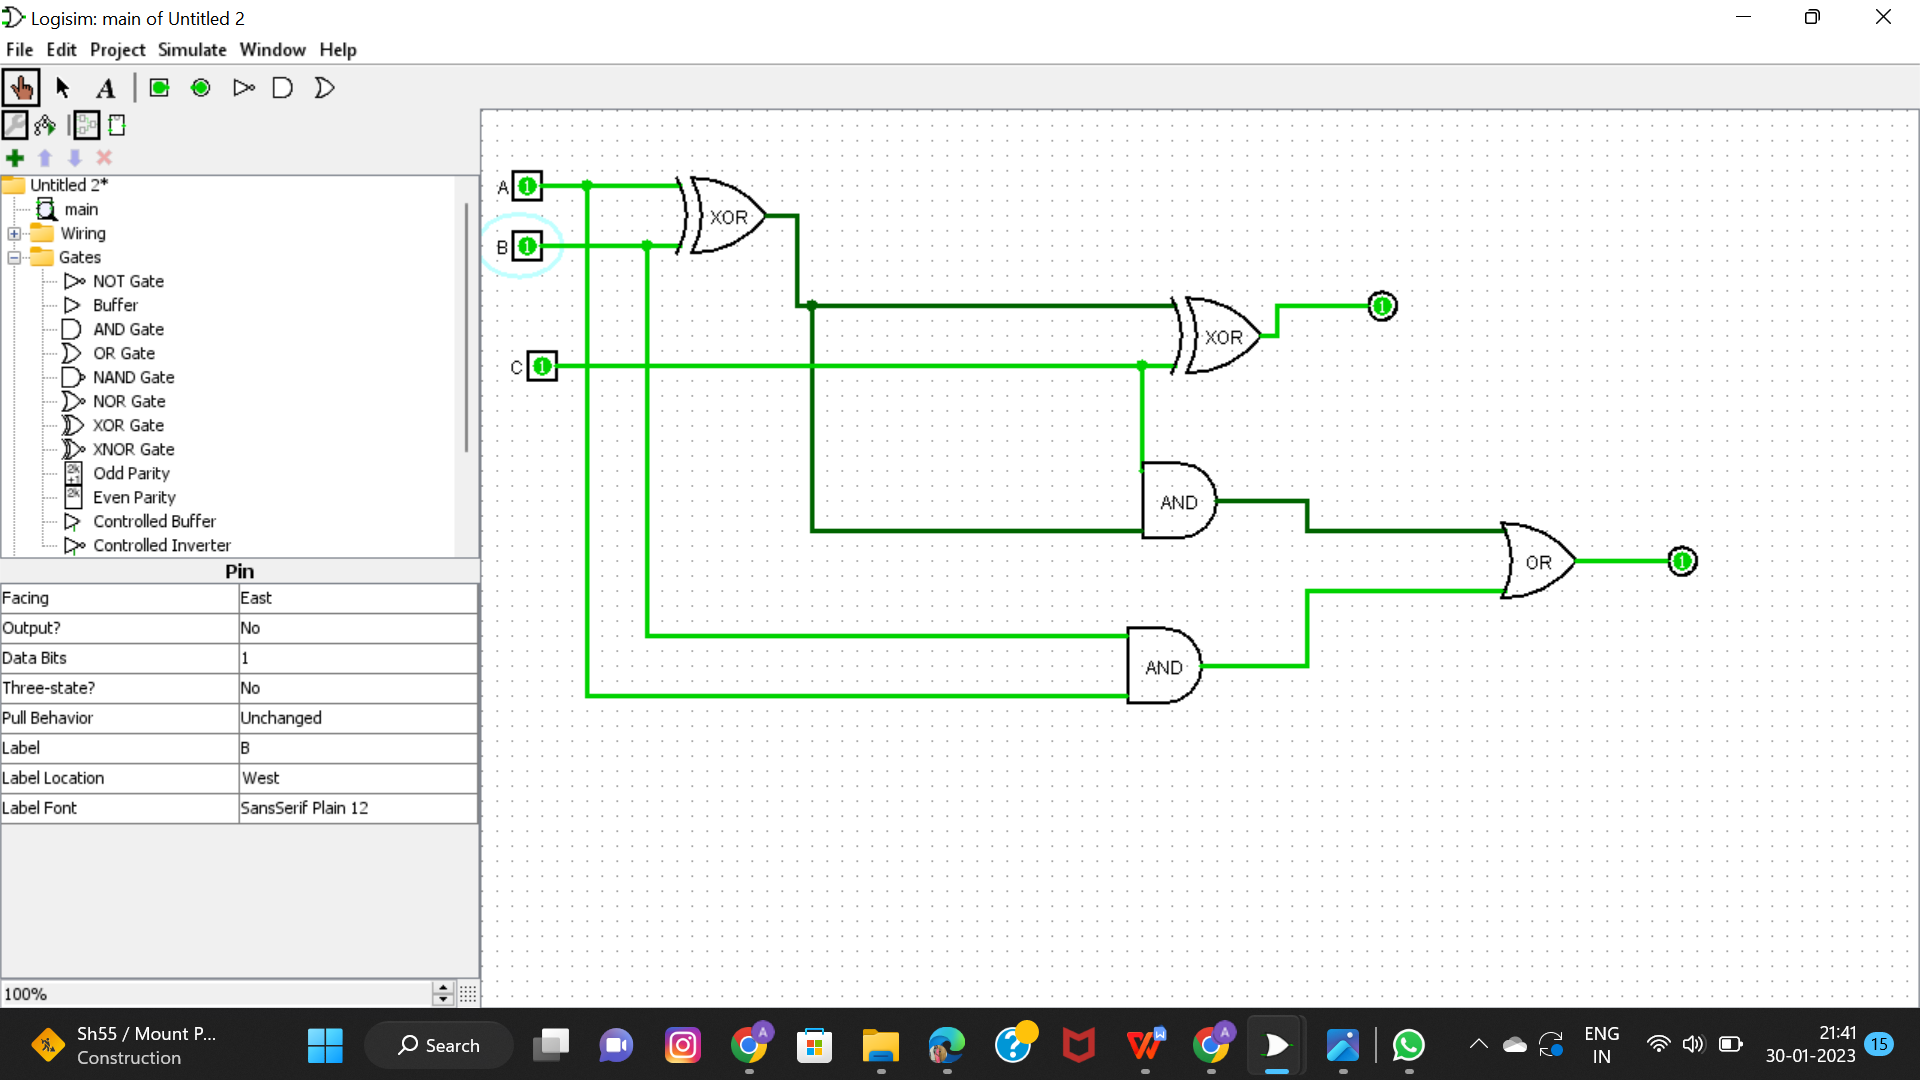 Logisim: main of Untitled 2
File Edit Project Simulate Window Help
A
Untitled 2*
main
Wiring
Gates
NOT Gate
Buffer
AND Gate
OR Gate
NAND Gate
NOR Gate
XOR Gate
XNOR Gate
2k
+1
Odd Parity
2k
Even Parity
Controlled Buffer
Controlled Inverter
Pin
Facing East
Output? No
Data Bits 1
Three-state? No
Pull Behavior Unchanged
Label B
Label Location West
Label Font SansSerif Plain 12
100%
A 1
XOR
B 1
C 1
XOR
1
AND
OR
1
AND
Sh55 / Mount P...
Construction
Search
A
W
A
ENG
IN
21:41
30-01-2023
15